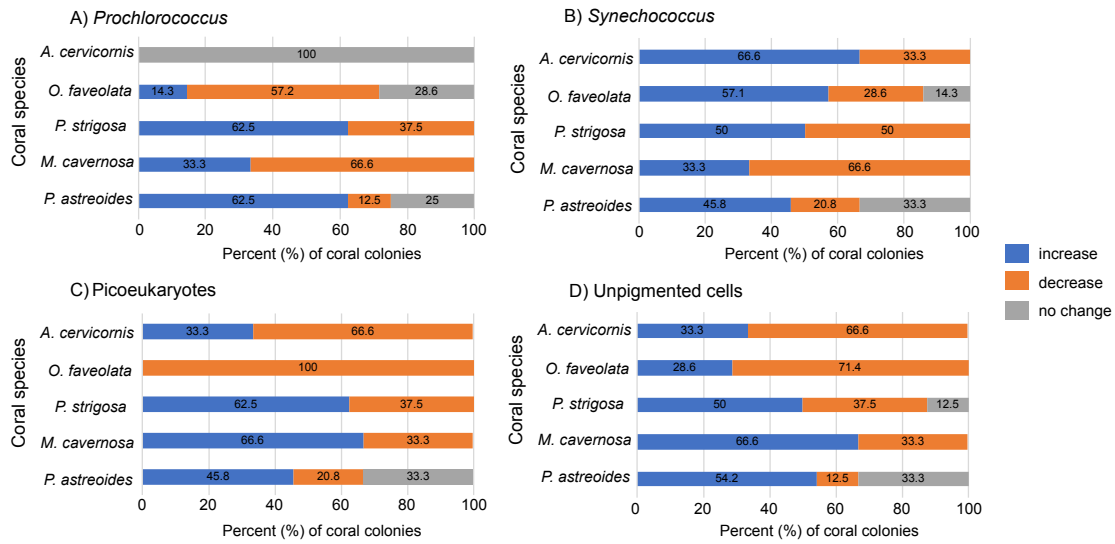 A) Prochlorococcus
Coral species
A. cervicornis
100
O. faveolata
14.3 57.2 28.6
P. strigosa
62.5 37.5
M. cavernosa
33.3 66.6
P. astreoides
62.5 12.5 25
0 20 40 60 80 100
Percent (%) of coral colonies
B) Synechococcus
Coral species
A. cervicornis
66.6 33.3
O. faveolata
57.1 28.6 14.3
P. strigosa
50 50
M. cavernosa
33.3 66.6
P. astreoides
45.8 20.8 33.3
0 20 40 60 80 100
Percent (%) of coral colonies
increase
decrease
no change
C) Picoeukaryotes
Coral species
A. cervicornis
33.3 66.6
O. faveolata
100
P. strigosa
62.5 37.5
M. cavernosa
66.6 33.3
P. astreoides
45.8 20.8 33.3
0 20 40 60 80 100
Percent (%) of coral colonies
D) Unpigmented cells
Coral species
A. cervicornis
33.3 66.6
O. faveolata
28.6 71.4
P. strigosa
50 37.5 12.5
M. cavernosa
66.6 33.3
P. astreoides
54.2 12.5 33.3
0 20 40 60 80 100
Percent (%) of coral colonies